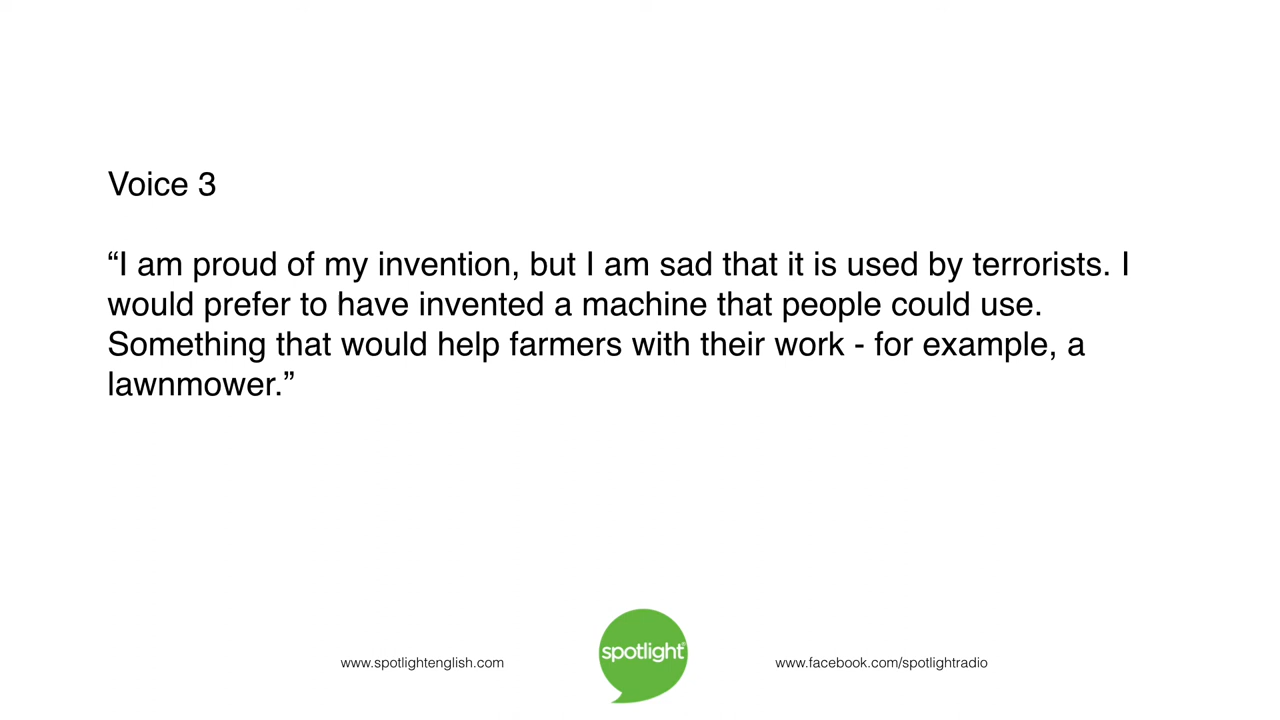 Voice 3
“I am proud of my invention, but I am sad that it is used by terrorists. I
would prefer to have invented a machine that people could use.
Something that would help farmers with their work - for example, a
lawnmower.”
www.spotlightenglish.com
spotlight®
www.facebook.com/spotlightradio